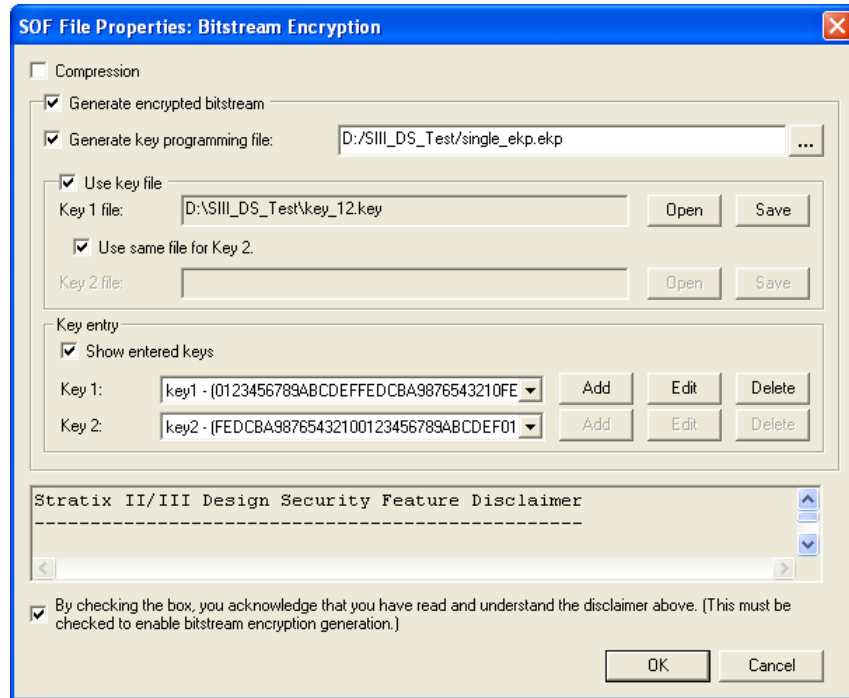 SOF File Properties: Bitstream Encryption
Compression
Generate encrypted bitstream
Generate key programming file: D:/SIII_DS_Test/single_ekp.ekp ...
Use key file
Key 1 file: D:\SIII_DS_Test\key_12.key Open Save
Use same file for Key 2.
Key 2 file: Open Save
Key entry
Show entered keys
Key 1: key1 - (0123456789ABCDEFFEDCBA9876543210FE Add Edit Delete
Key 2: key2 - (FEDCBA98765432100123456789ABCDEF01 Add Edit Delete
Stratix II/III Design Security Feature Disclaimer
--------------------------------------------------
By checking the box, you acknowledge that you have read and understand the disclaimer above. (This must be
checked to enable bitstream encryption generation.)
OK Cancel